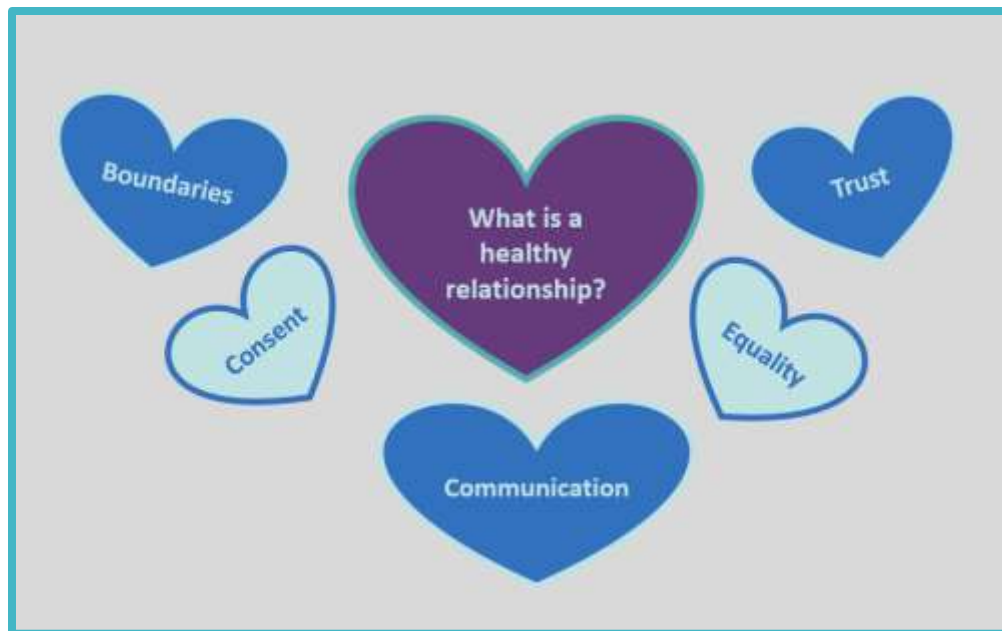 Boundaries
What is a
healthy
relationship?
Trust
Consent
Equality
Communication